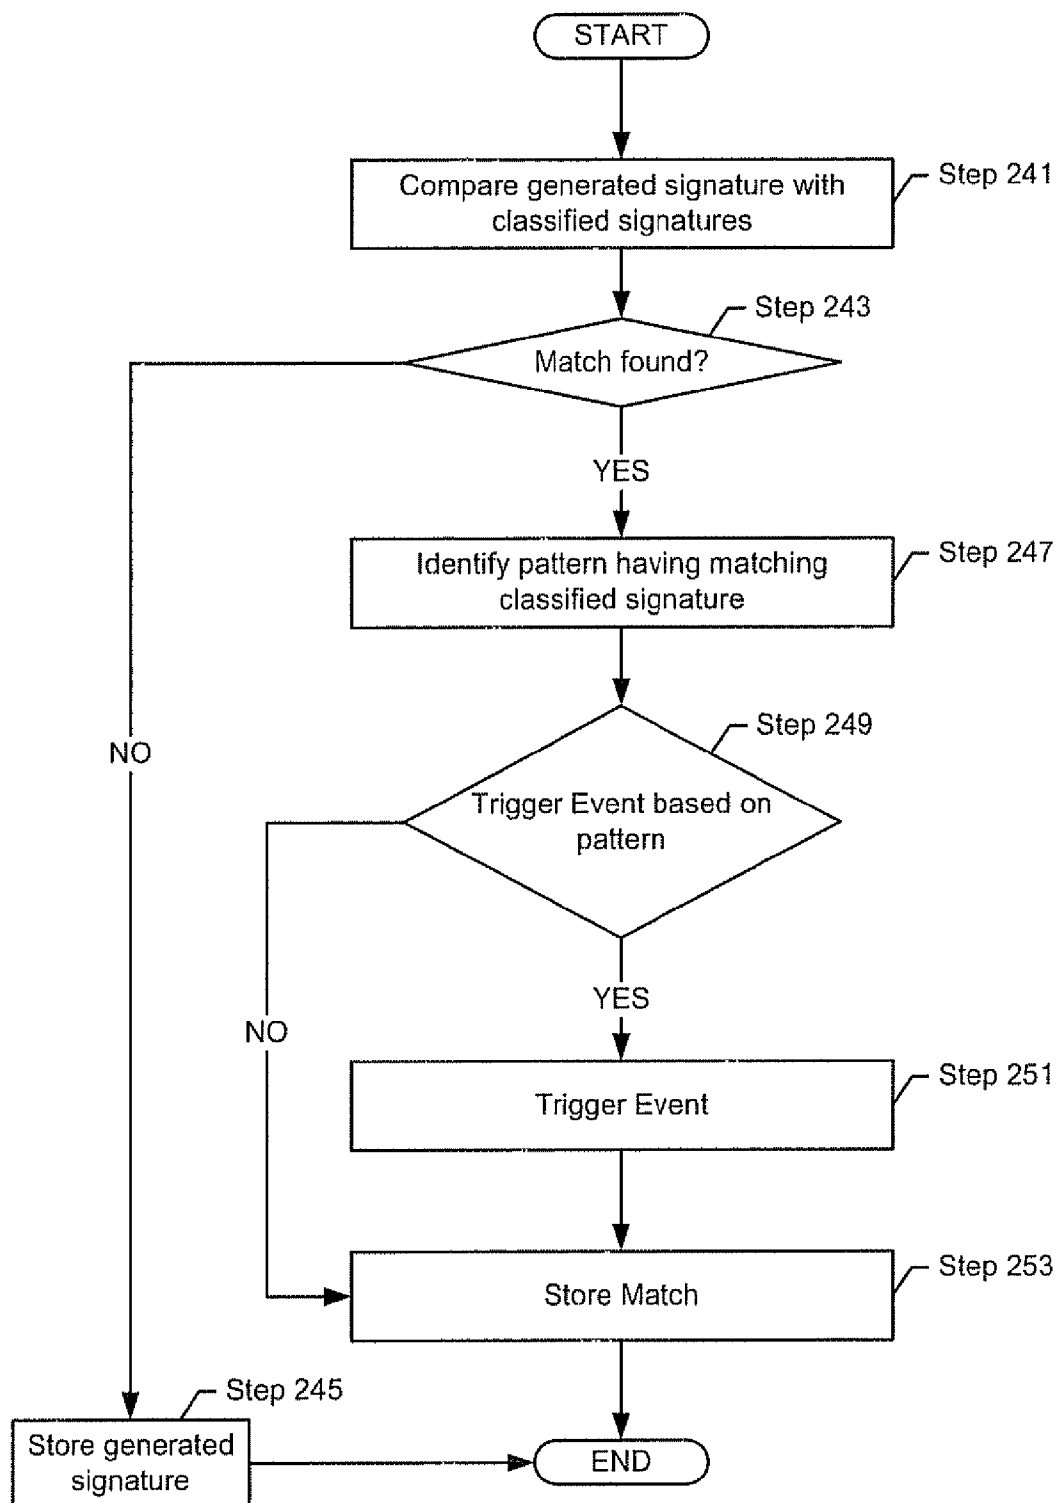 START
Step 241
Compare generated signature with
classified signatures
Step 243
Match found?
YES
Step 247
Identify pattern having matching
classified signature
Step 249
NO
Trigger Event based on
pattern
YES
NO
Step 251
Trigger Event
Step 253
Store Match
Step 245
Store generated
signature
END